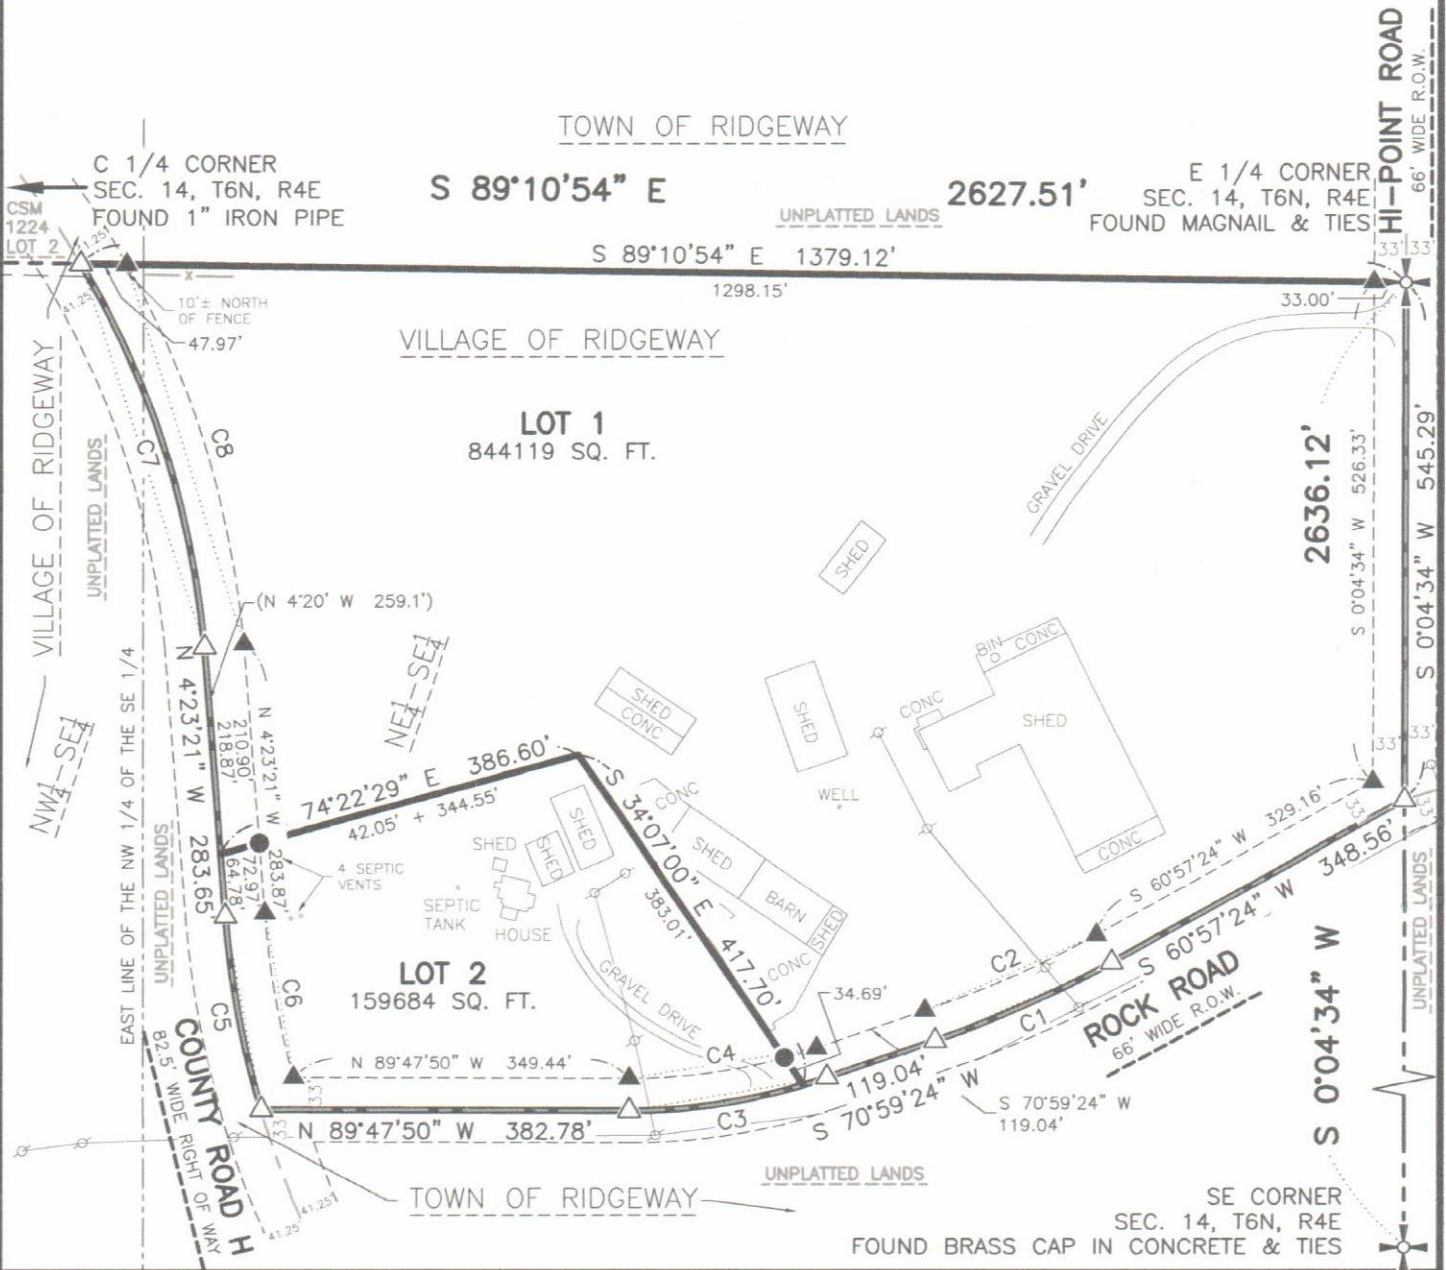 HI-POINT ROAD
66' WIDE R.O.W.
TOWN OF RIDGEWAY
C 1/4 CORNER
SEC. 14, T6N, R4E
FOUND 1" IRON PIPE
S 89°10'54" E
2627.51'
UNPLATTED LANDS
E 1/4 CORNER
SEC. 14, T6N, R4E
FOUND MAGNAIL & TIES
CSM
1224
LOT 2
41.25'
S 89°10'54" E 1379.12'
1298.15'
33' 33'
33.00'
41.25'
10'± NORTH
OF FENCE
47.97'
VILLAGE OF RIDGEWAY
VILLAGE OF RIDGEWAY
UNPLATTED LANDS
C7
C8
LOT 1
844119 SQ. FT.
GRAVEL DRIVE
2636.12'
S 0°04'34" W 526.33'
S 0°04'34" W 545.29'
SHED
(N 4°20' W 259.1')
NE1/4-SE1/4
NW1/4-SE1/4
EAST LINE OF THE NW 1/4 OF THE SE 1/4
N 4°23'21" W 283.65'
218.87'
210.90'
N 4°23'21" W 283.87'
64.78'
72.97'
74°22'29" E 386.60'
42.05' + 344.55'
SHED
CONC
SHED
CONC
BIN
CONC
SHED
CONC
WELL
S 34°07'00" E 417.70'
383.01'
CONC
SHED
BARN
SHED
CONC
SHED
SHED
SHED
4 SEPTIC
VENTS
SEPTIC
TANK
HOUSE
UNPLATTED LANDS
LOT 2
159684 SQ. FT.
GRAVEL DRIVE
33' 33'
33'
33'
S 60°57'24" W 329.16'
S 60°57'24" W 348.56'
UNPLATTED LANDS
C5
C6
C2
C1
C4
C3
34.69'
ROCK ROAD
66' WIDE R.O.W.
N 89°47'50" W 349.44'
33'
33'
N 89°47'50" W 382.78'
119.04'
S 70°59'24" W
S 70°59'24" W
119.04'
S 0°04'34" W
COUNTY ROAD H
82.5' WIDE RIGHT OF WAY
41.25'
41.25'
UNPLATTED LANDS
TOWN OF RIDGEWAY
SE CORNER
SEC. 14, T6N, R4E
FOUND BRASS CAP IN CONCRETE & TIES